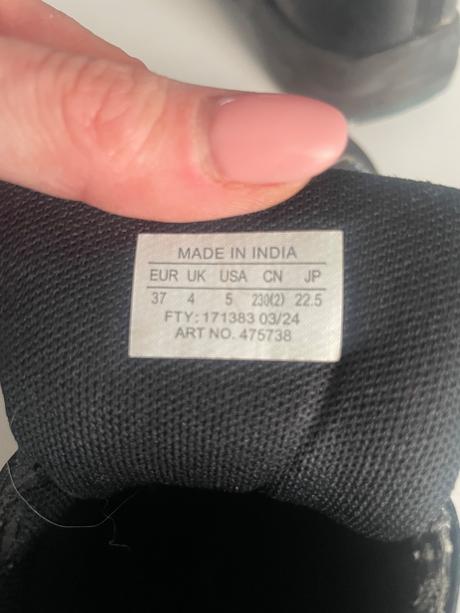 MADE IN INDIA
EUR UK USA CN JP
37 4 5 230(2) 22.5
FTY: 171383 03/24
ART NO. 475738